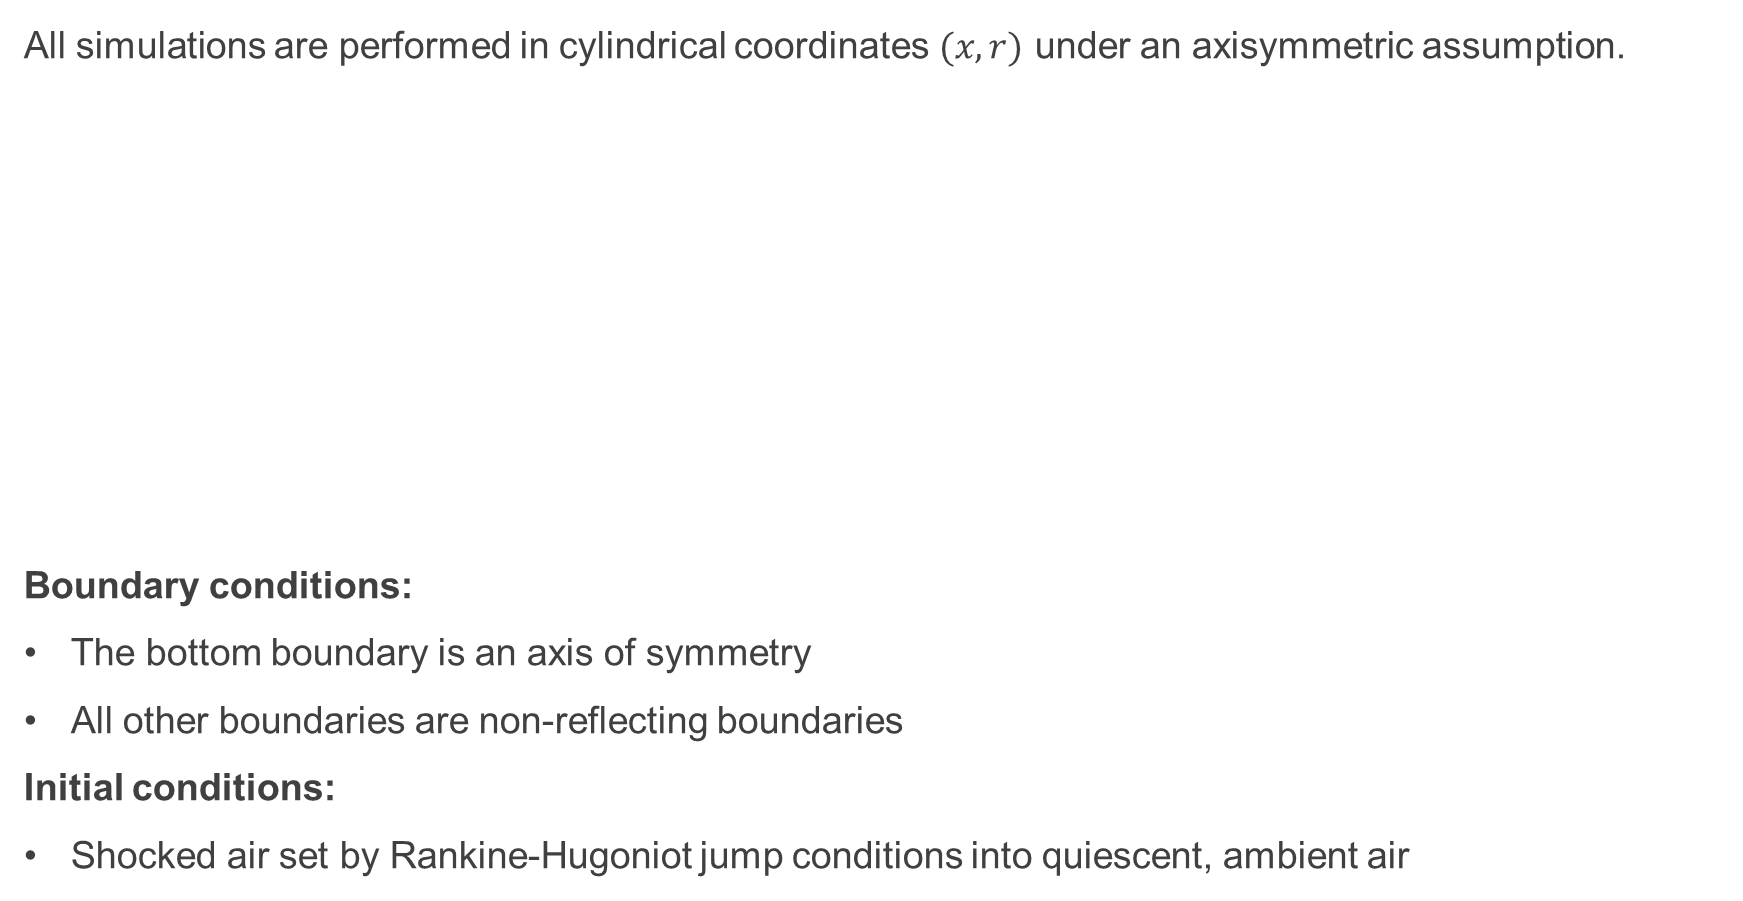 All simulations are performed in cylindrical coordinates (x, r) under an axisymmetric assumption.
Boundary conditions:
• The bottom boundary is an axis of symmetry
• All other boundaries are non-reflecting boundaries
Initial conditions:
• Shocked air set by Rankine-Hugoniot jump conditions into quiescent, ambient air